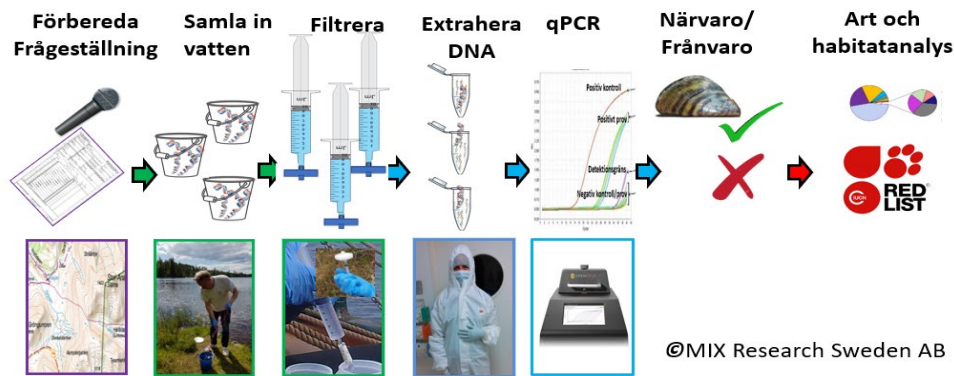 Förbereda
Frågeställning
Samla in
vatten
Filtrera
Extrahera
DNA
qPCR
Närvaro/
Frånvaro
Art och
habitatanalys
Positiv kontroll
Positivt prov
Detektionsgräns
Negativ kontroll/prov
IUCN
RED
LIST
©MIX Research Sweden AB